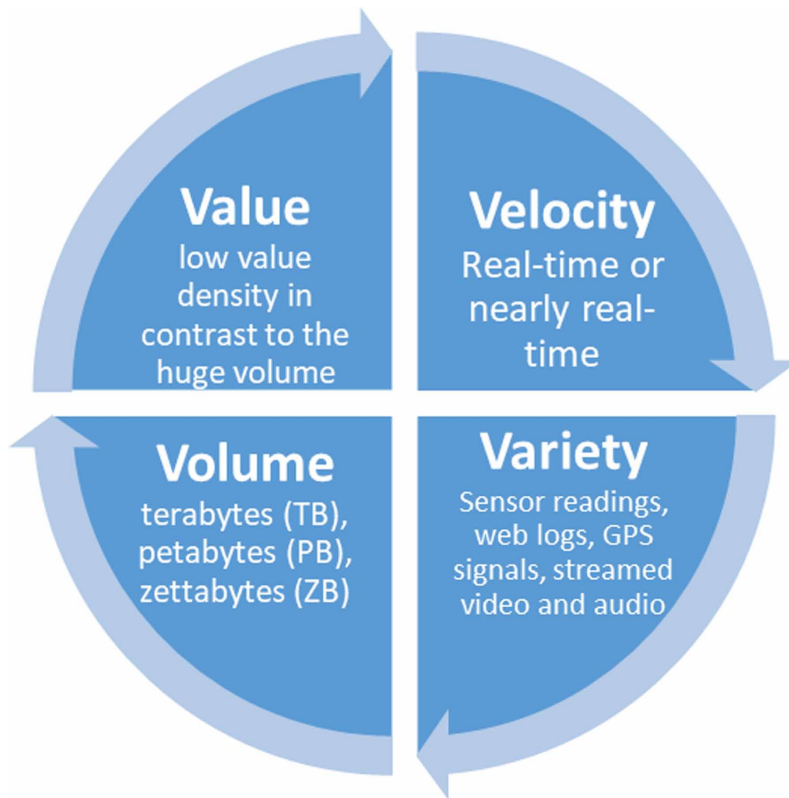 Value
low value
density in
contrast to the
huge volume
Velocity
Real-time or
nearly real-
time
Volume
terabytes (TB),
petabytes (PB),
zettabytes (ZB)
Variety
Sensor readings,
web logs, GPS
signals, streamed
video and audio